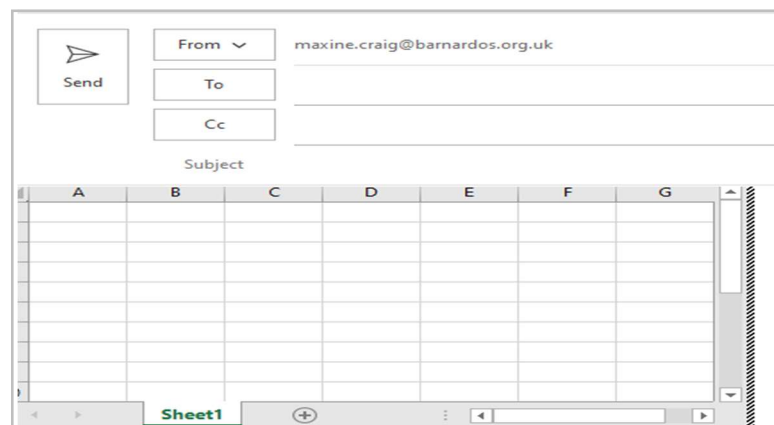 From maxine.craig@barnardos.org.uk
Send
To
Cc
Subject
A B C D E F G
Sheet1